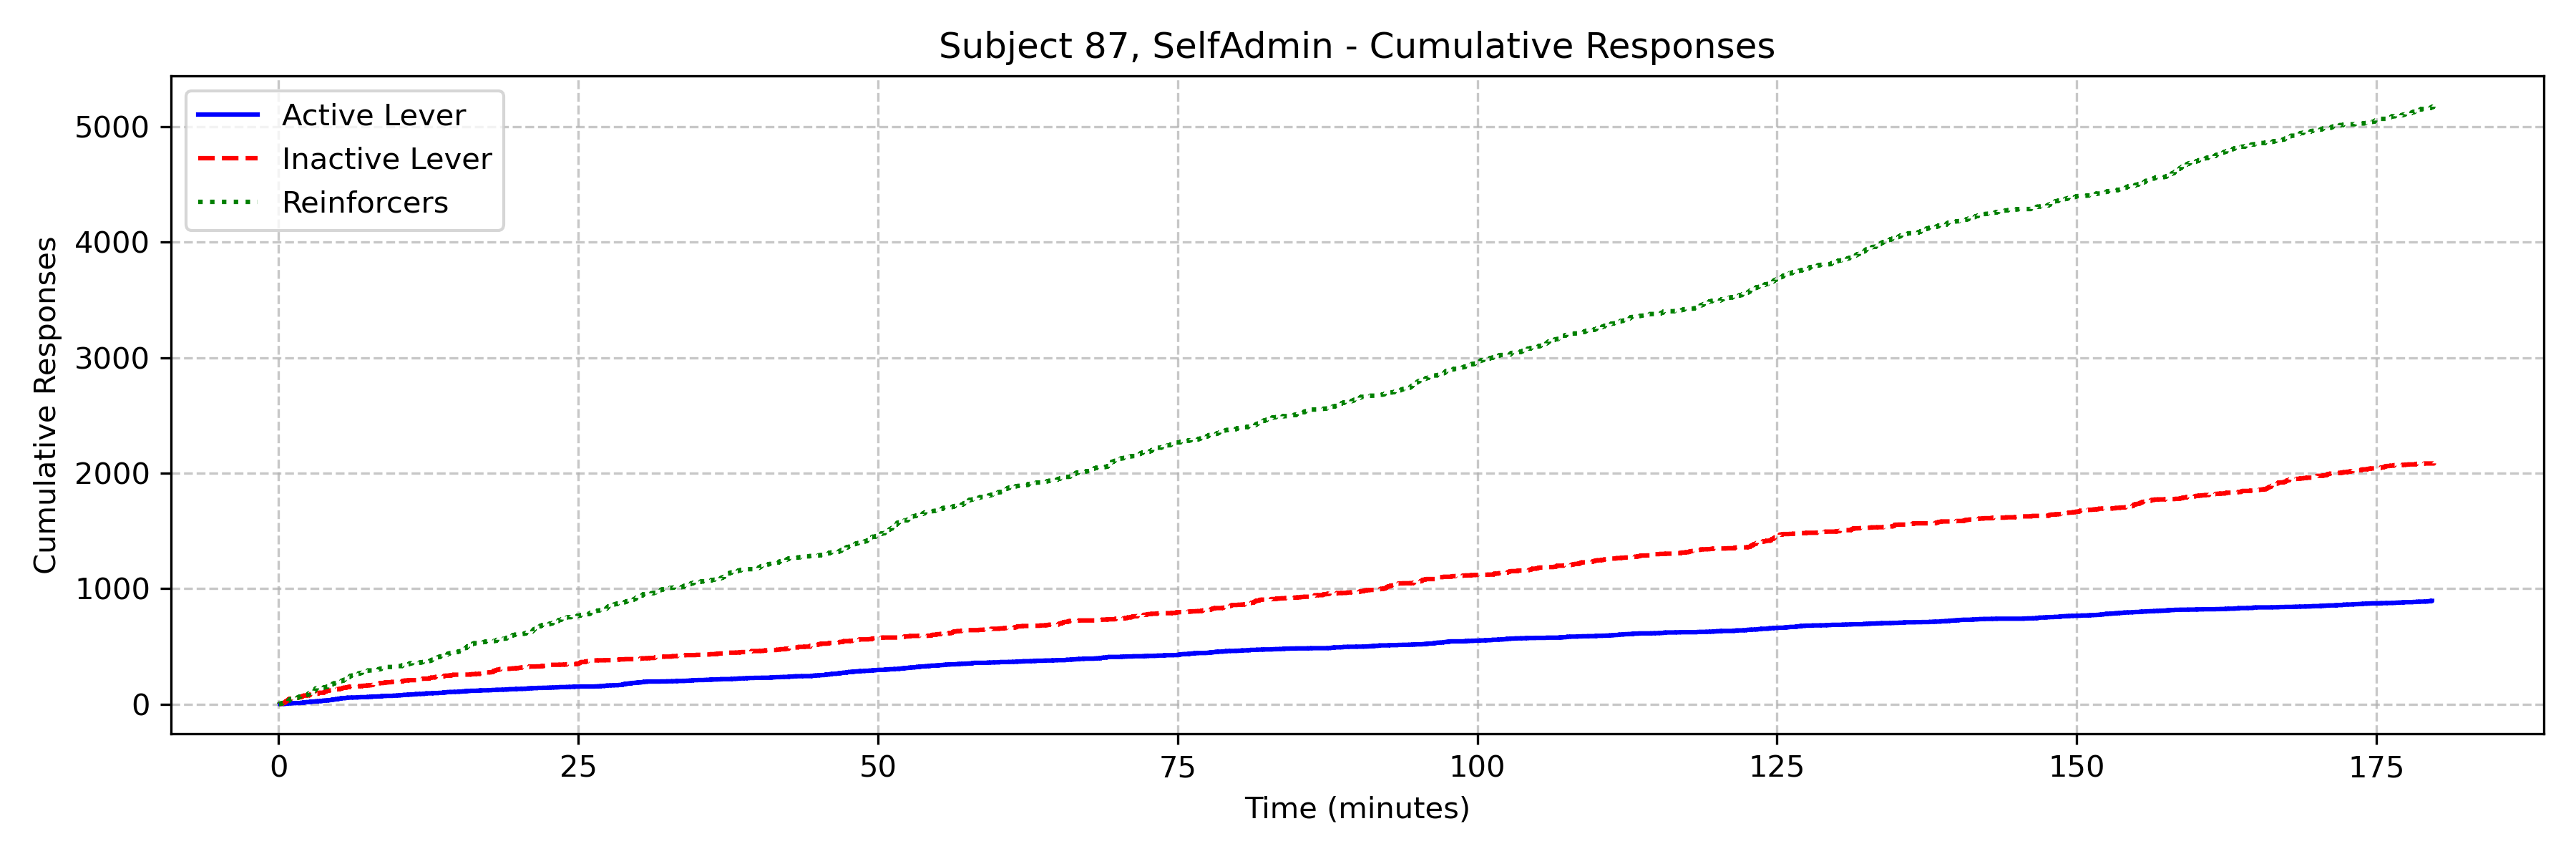 Subject 87, SelfAdmin - Cumulative Responses
Active Lever
Inactive Lever
Reinforcers
Cumulative Responses
5000
4000
3000
2000
1000
0
0 25 50 75 100 125 150 175
Time (minutes)